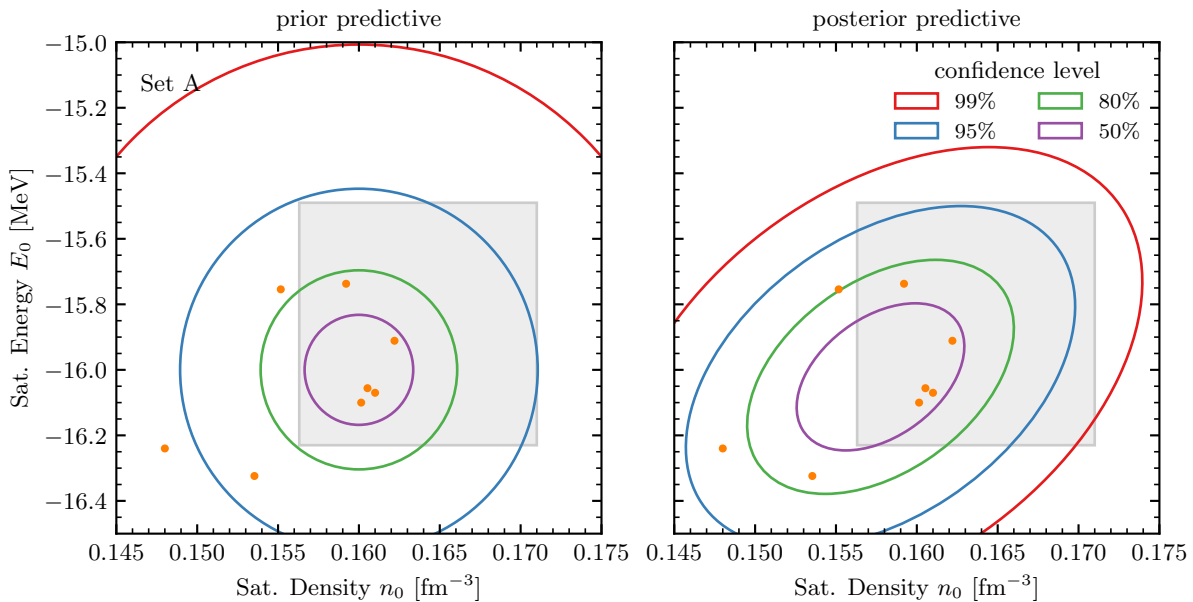 prior predictive
posterior predictive
Set A
confidence level
99%
80%
95%
50%
Sat. Energy E₀ [MeV]
−15.0
−15.2
−15.4
−15.6
−15.8
−16.0
−16.2
−16.4
0.145 0.150 0.155 0.160 0.165 0.170 0.175
0.145 0.150 0.155 0.160 0.165 0.170 0.175
Sat. Density n₀ [fm⁻³]
Sat. Density n₀ [fm⁻³]